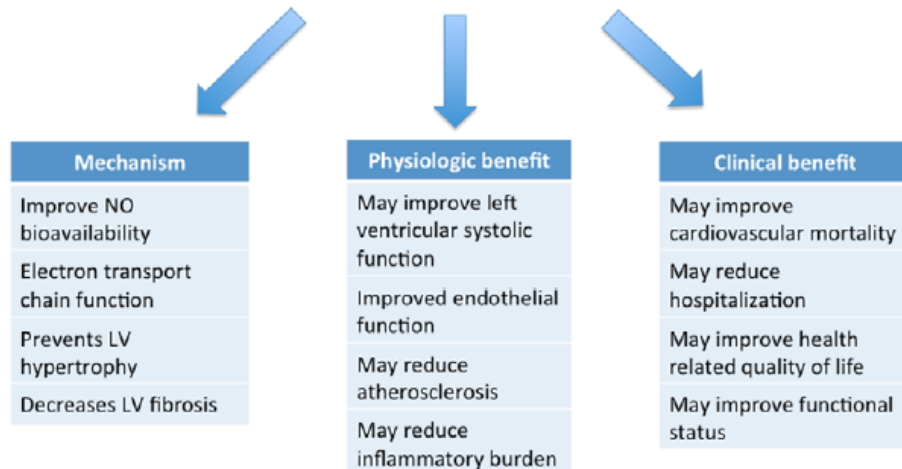 Mechanism
Improve NO
bioavailability
Electron transport
chain function
Prevents LV
hypertrophy
Decreases LV fibrosis
Physiologic benefit
May improve left
ventricular systolic
function
Improved endothelial
function
May reduce
atherosclerosis
May reduce
inflammatory burden
Clinical benefit
May improve
cardiovascular mortality
May reduce
hospitalization
May improve health
related quality of life
May improve functional
status